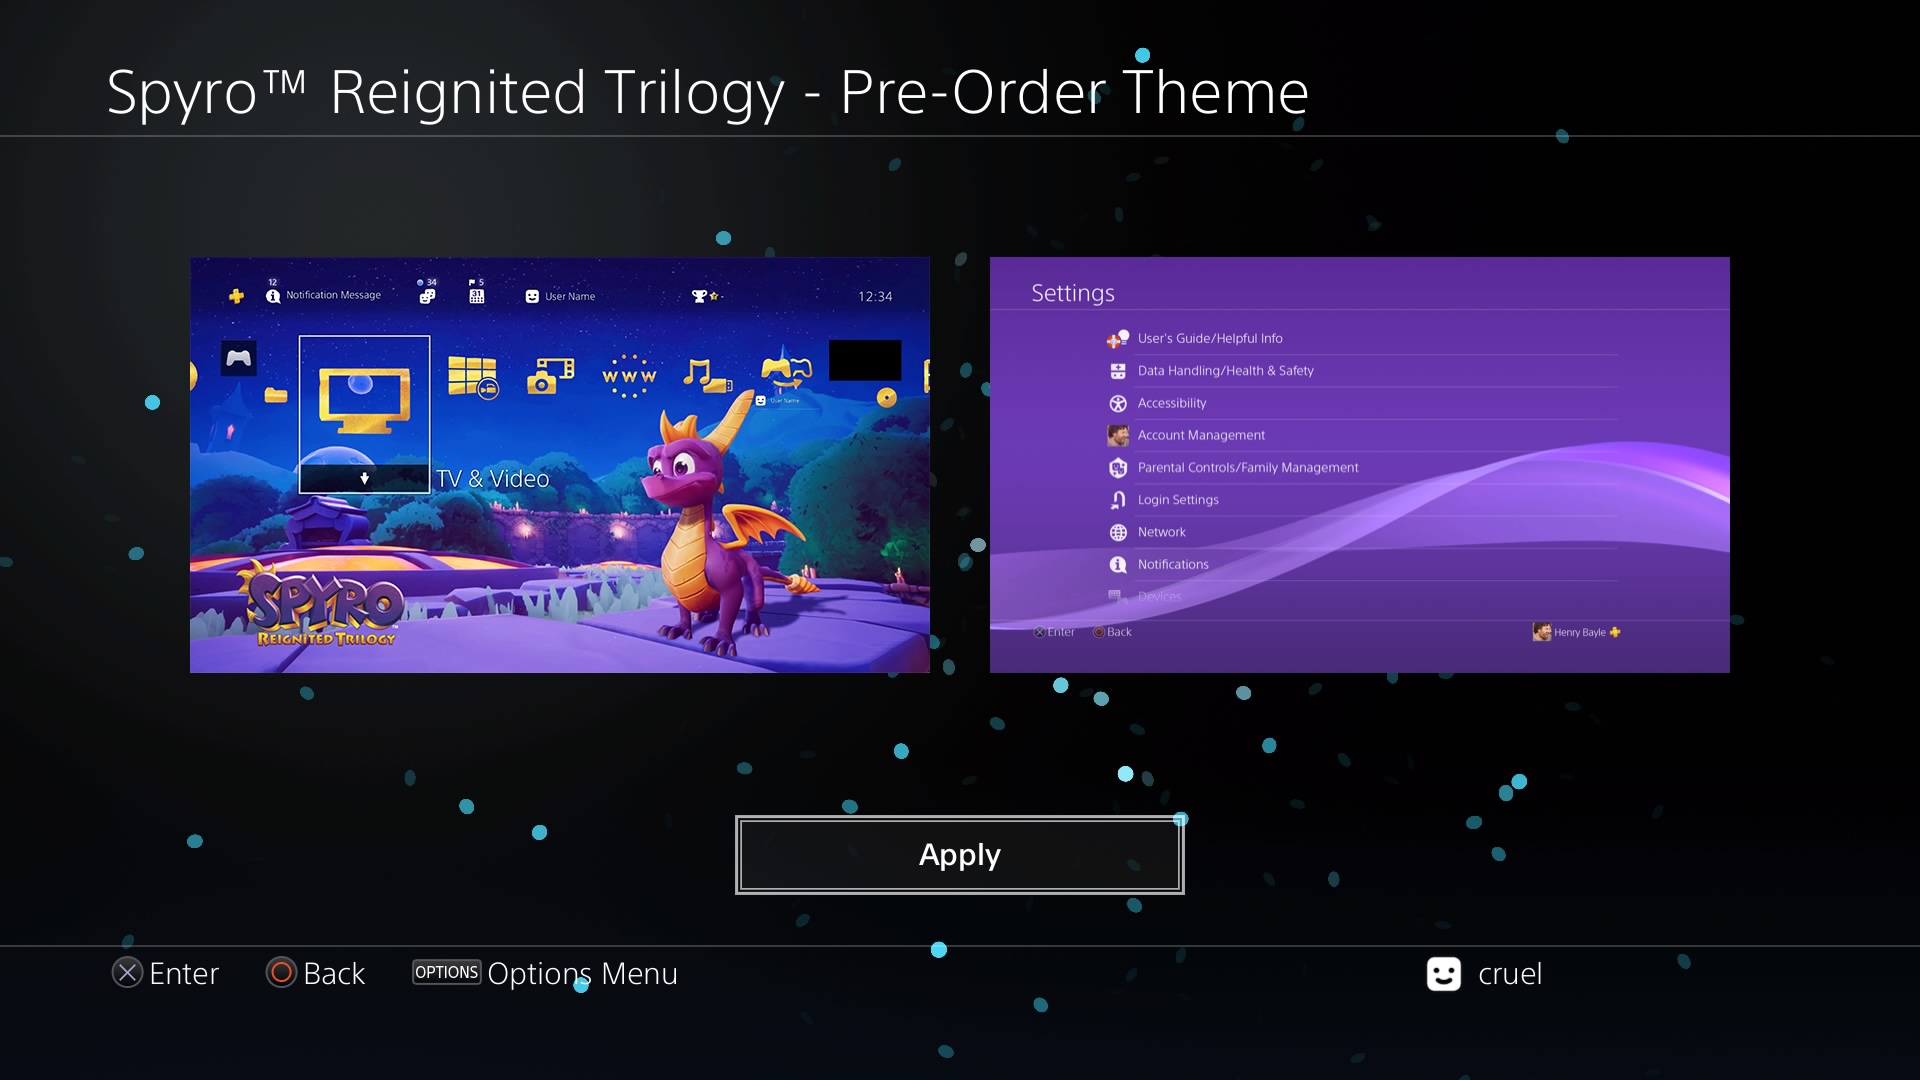 Spyro™ Reignited Trilogy - Pre-Order Theme
12
Notification Message
34
5
31
User Name
12:34
WWW
User Name
TV & Video
SPYRO
REIGNITED TRILOGY
Settings
User's Guide/Helpful Info
Data Handling/Health & Safety
Accessibility
Account Management
Parental Controls/Family Management
Login Settings
Network
Notifications
Devices
Enter Back
Henry Bayle
Apply
Enter Back OPTIONS Options Menu
cruel